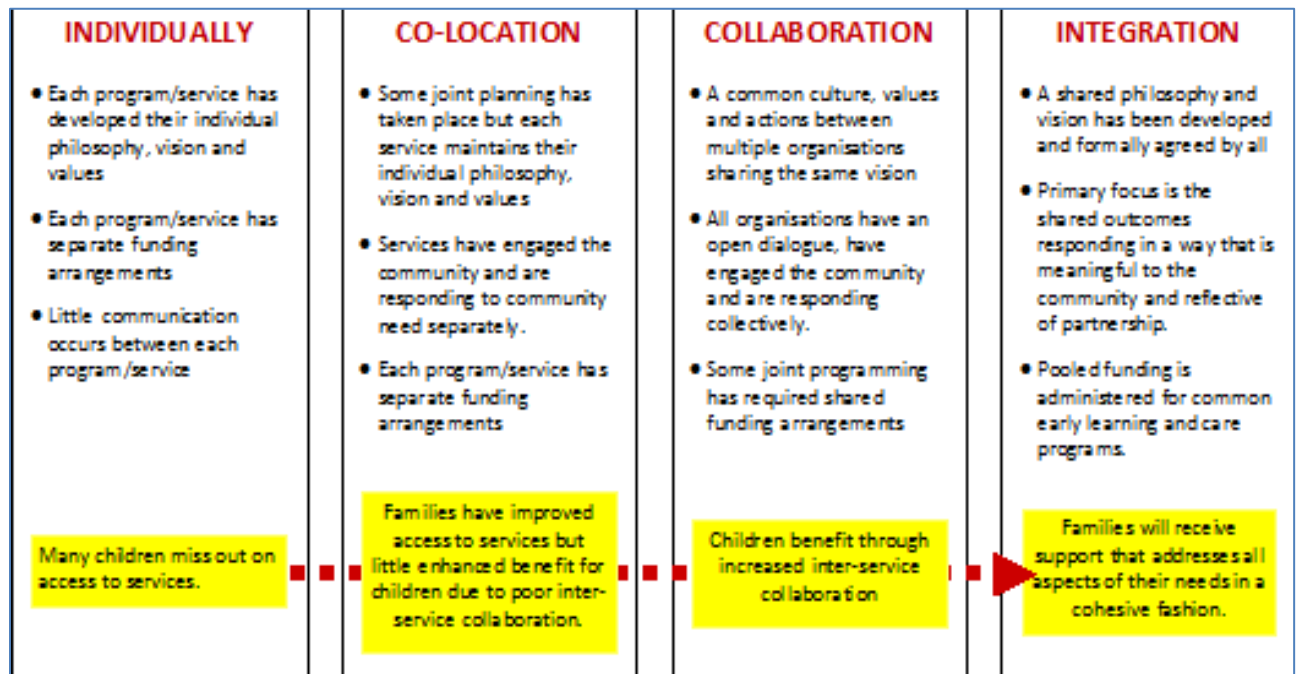 INDIVIDUALLY
• Each program/service has
developed their individual
philosophy, vision and
values
• Each program/service has
separate funding
arrangements
• Little communication
occurs between each
program/service
Many children miss out on
access to services.
CO-LOCATION
• Some joint planning has
taken place but each
service maintains their
individual philosophy,
vision and values
• Services have engaged the
community and are
responding to community
need separately.
• Each program/service has
separate funding
arrangements
Families have improved
access to services but
little enhanced benefit for
children due to poor inter-
service collaboration.
COLLABORATION
• A common culture, values
and actions between
multiple organisations
sharing the same vision
• All organisations have an
open dialogue, have
engaged the community
and are responding
collectively.
• Some joint programming
has required shared
funding arrangements
Children benefit through
increased inter-service
collaboration
INTEGRATION
• A shared philosophy and
vision has been developed
and formally agreed by all
• Primary focus is the
shared outcomes
responding in a way that is
meaningful to the
community and reflective
of partnership.
• Pooled funding is
administered for common
early learning and care
programs.
Families will receive
support that addresses all
aspects of their needs in a
cohesive fashion.